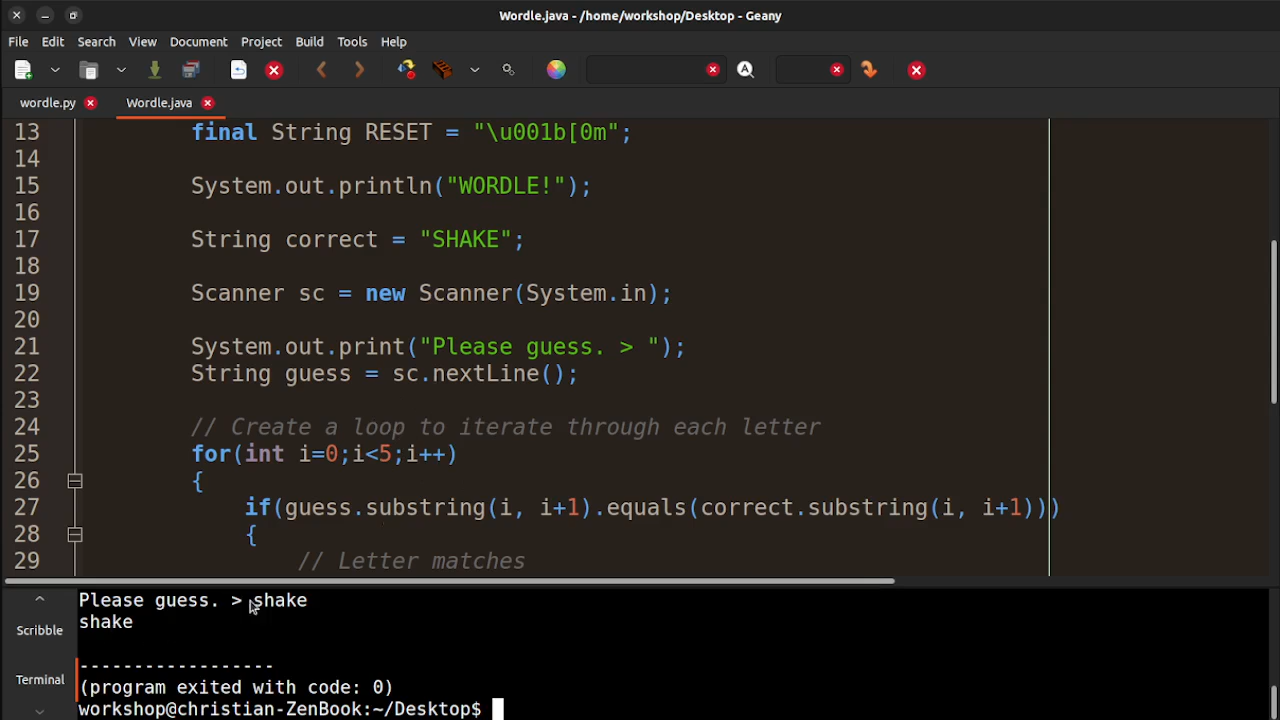 Wordle.java - /home/workshop/Desktop - Geany
File Edit Search View Document Project Build Tools Help
wordle.py Wordle.java
13 final String RESET = "\u001b[0m";
14
15 System.out.println("WORDLE!");
16
17 String correct = "SHAKE";
18
19 Scanner sc = new Scanner(System.in);
20
21 System.out.print("Please guess. > ");
22 String guess = sc.nextLine();
23
24 // Create a loop to iterate through each letter
25 for(int i=0;i<5;i++)
26 {
27 if(guess.substring(i, i+1).equals(correct.substring(i, i+1)))
28 {
29 // Letter matches
Scribble
Terminal
Please guess. > shake
shake
------------------
(program exited with code: 0)
workshop@christian-ZenBook:~/Desktop$